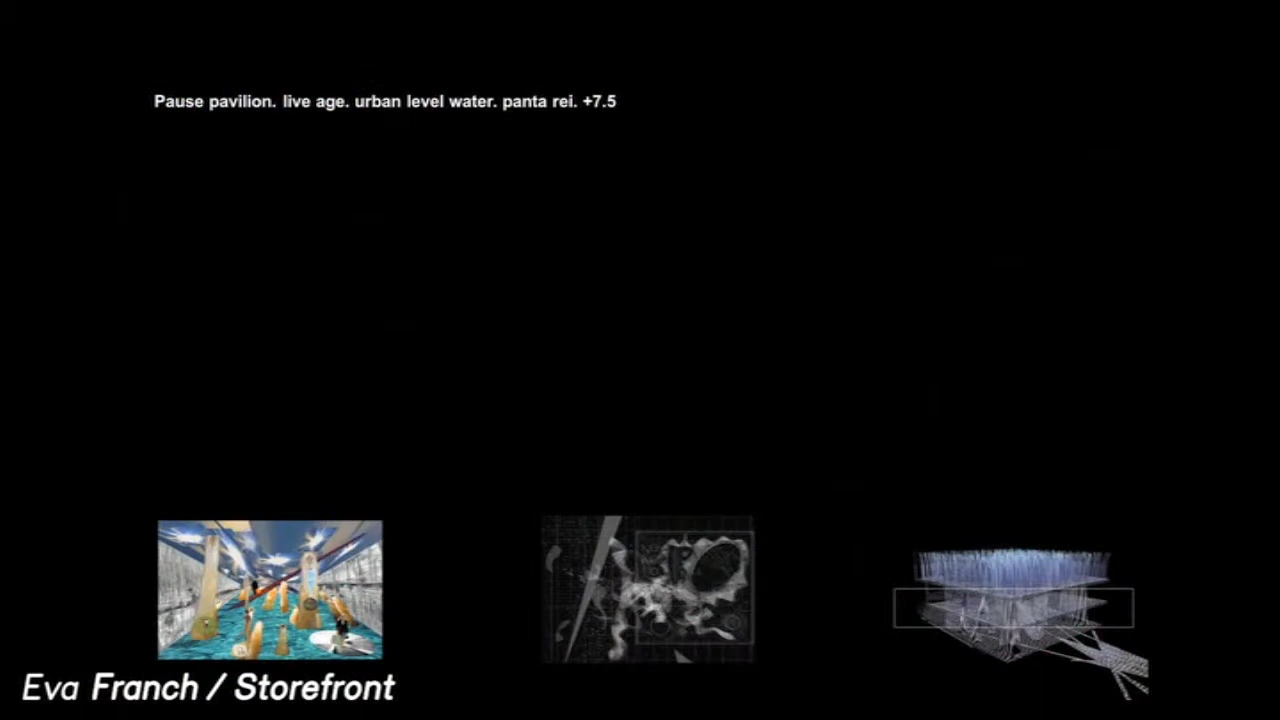 Pause pavilion. live age. urban level water. panta rei. +7.5
Eva Franch / Storefront